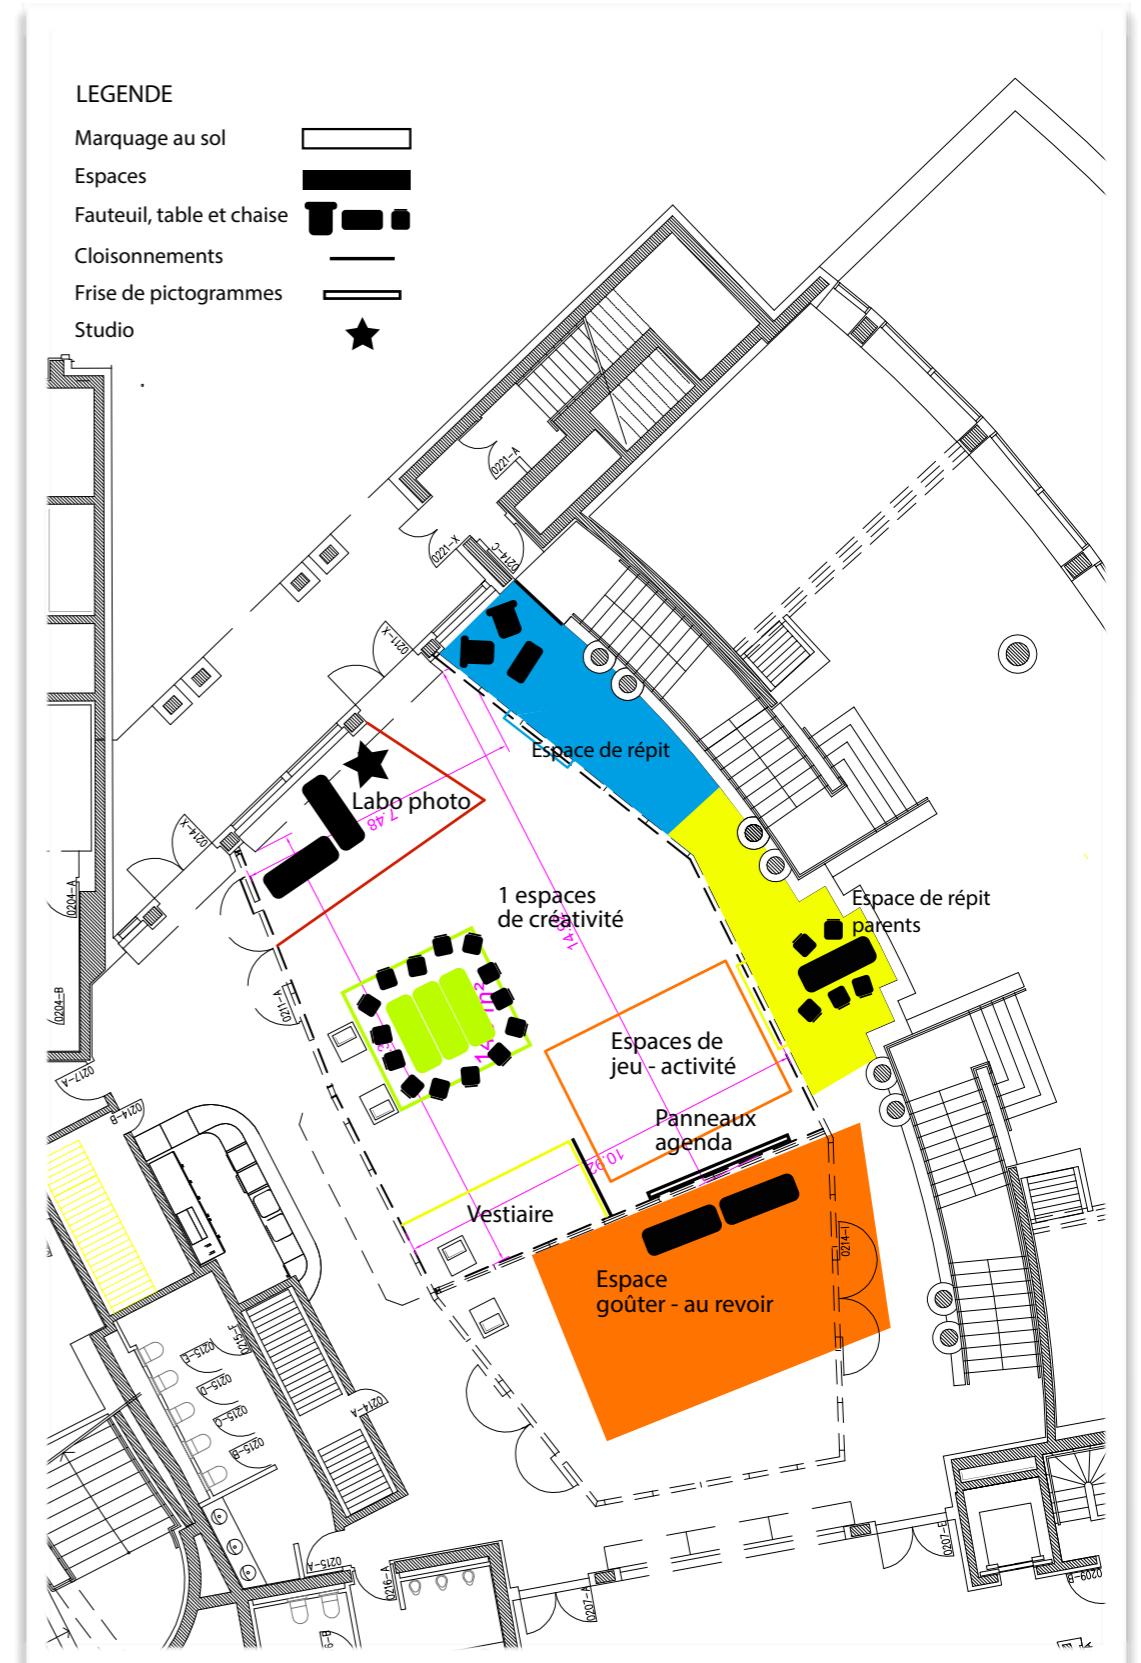 LEGENDE
Marquage au sol
Espaces
Fauteuil, table et chaise
Cloisonnements
Frise de pictogrammes
Studio
0221-A
0221-X
0214-C
0211-X
Espace de répit
Labo photo
7.48
0214-X
0204-A
1 espaces
de créativité
Espace de répit
parents
0204-B
0211-A
Espaces de
jeu - activité
0217-A
0214-B
Panneaux
agenda
10.92
Vestiaire
0214-I
Espace
goûter - au revoir
0215-F
0215-E
0215-D
0215-C
0215-B
0214-A
0215-A
0216-A
0207-A
0207-E
0209-B